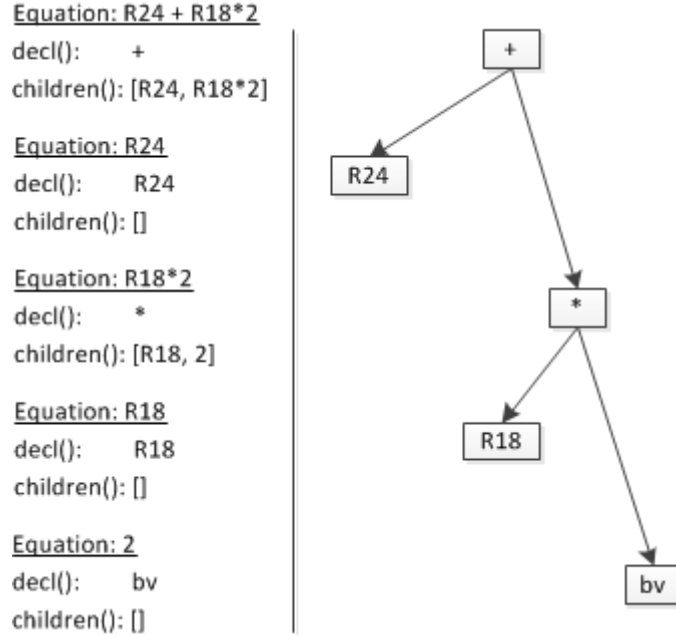 Equation: R24 + R18*2
decl(): +
children(): [R24, R18*2]
Equation: R24
decl(): R24
children(): []
Equation: R18*2
decl(): *
children(): [R18, 2]
Equation: R18
decl(): R18
children(): []
Equation: 2
decl(): bv
children(): []
+
R24
*
R18
bv